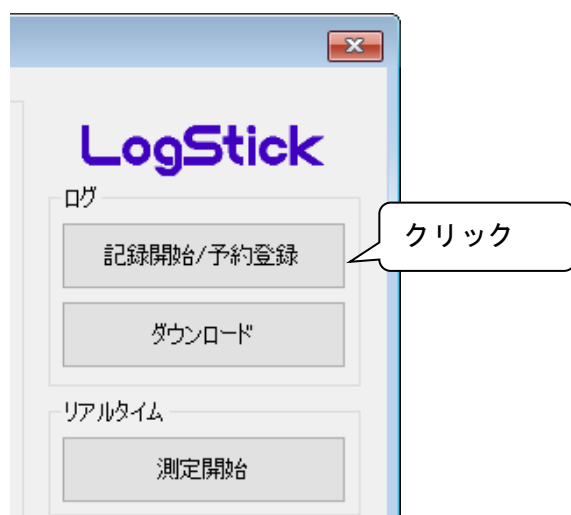 LogStick
ログ
記録開始/予約登録
クリック
ダウンロード
リアルタイム
測定開始